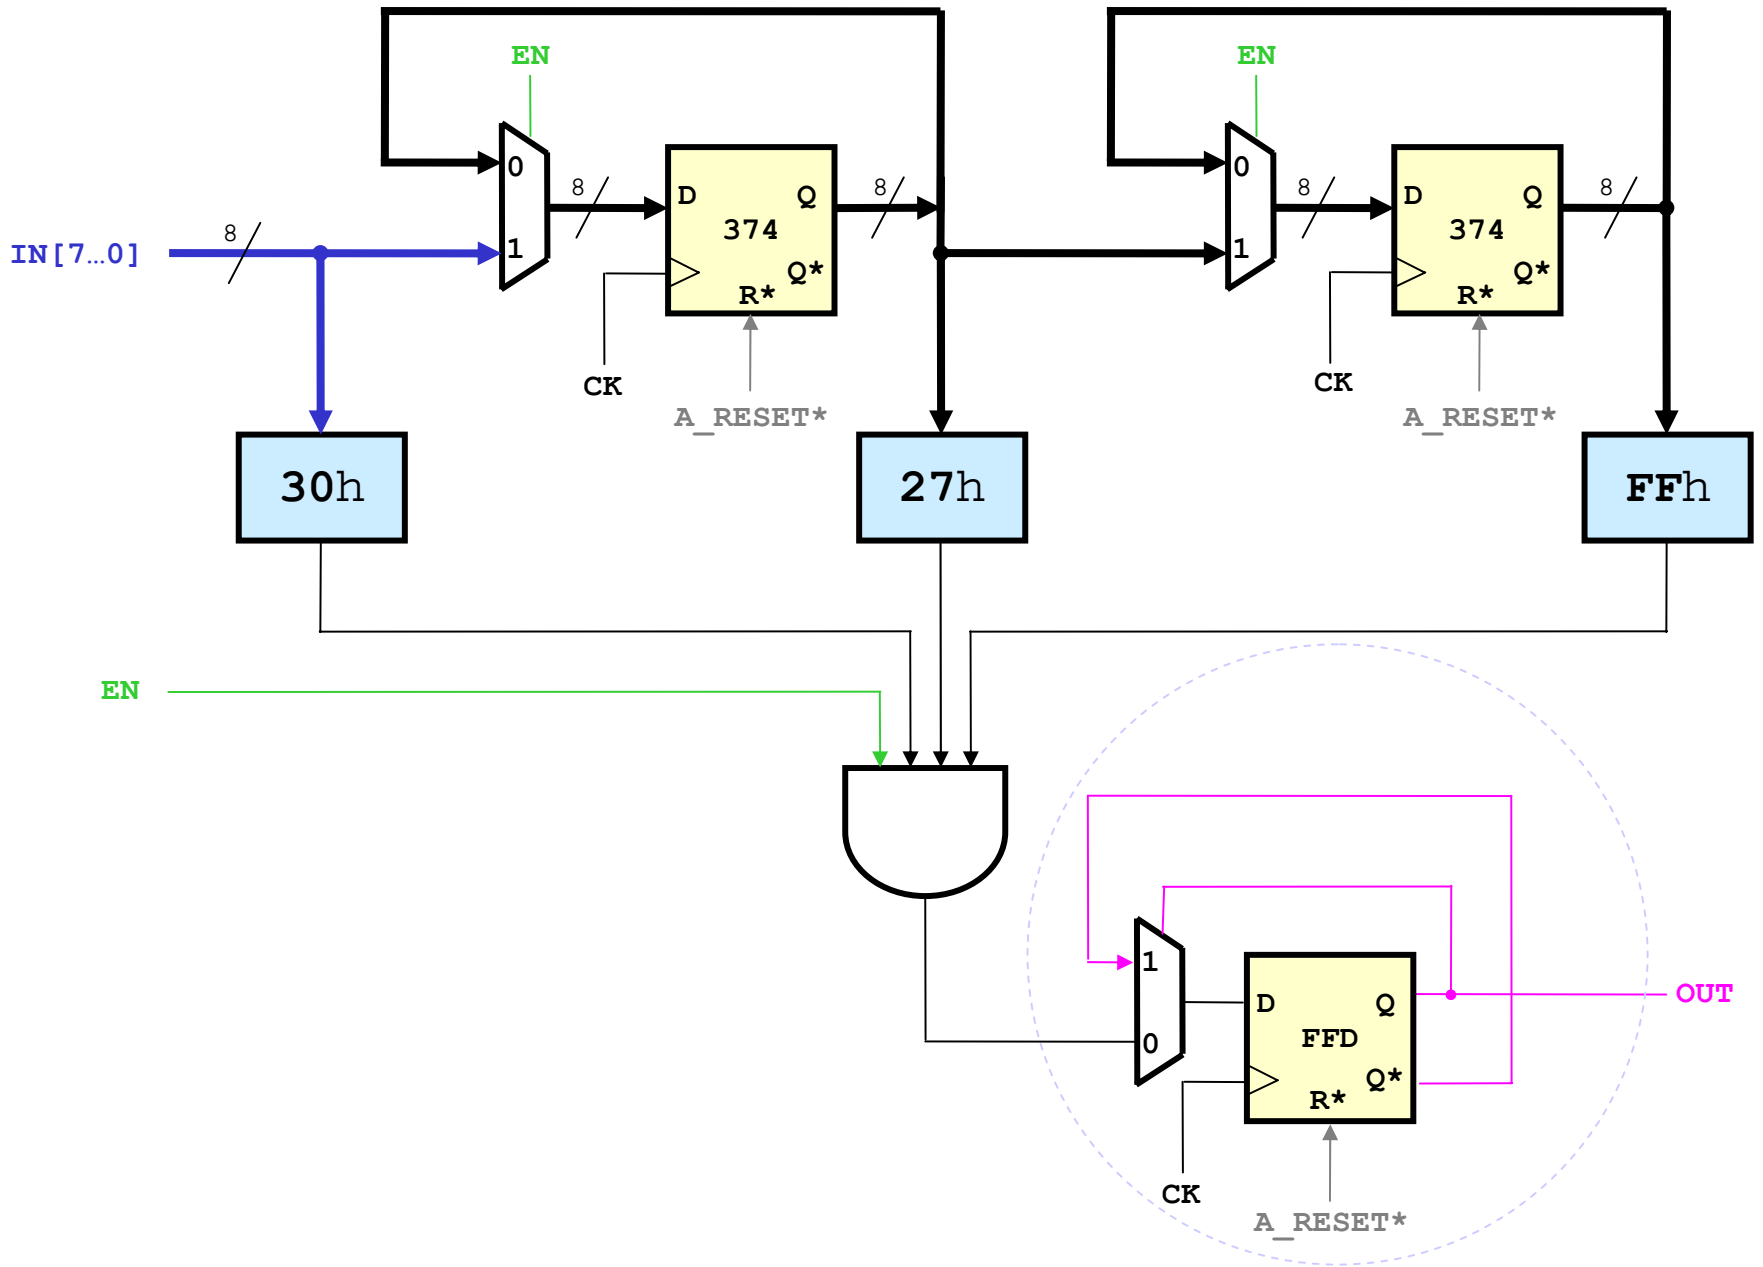 EN
EN
0
8
D
Q
8
0
8
D
Q
8
IN[7…0]
8
1
374
Q*
R*
1
374
Q*
R*
CK
CK
A_RESET*
A_RESET*
30h
27h
FFh
EN
1
D
Q
OUT
0
FFD
Q*
R*
CK
A_RESET*